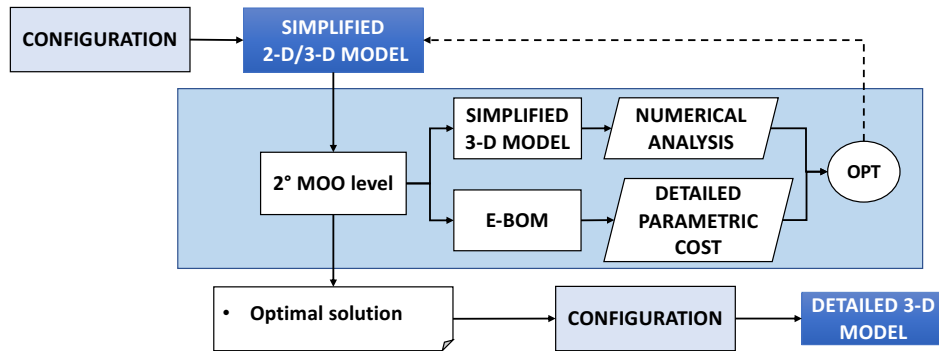 CONFIGURATION
SIMPLIFIED
2-D/3-D MODEL
SIMPLIFIED
3-D MODEL
NUMERICAL
ANALYSIS
2° MOO level
OPT
E-BOM
DETAILED
PARAMETRIC
COST
• Optimal solution
CONFIGURATION
DETAILED 3-D
MODEL